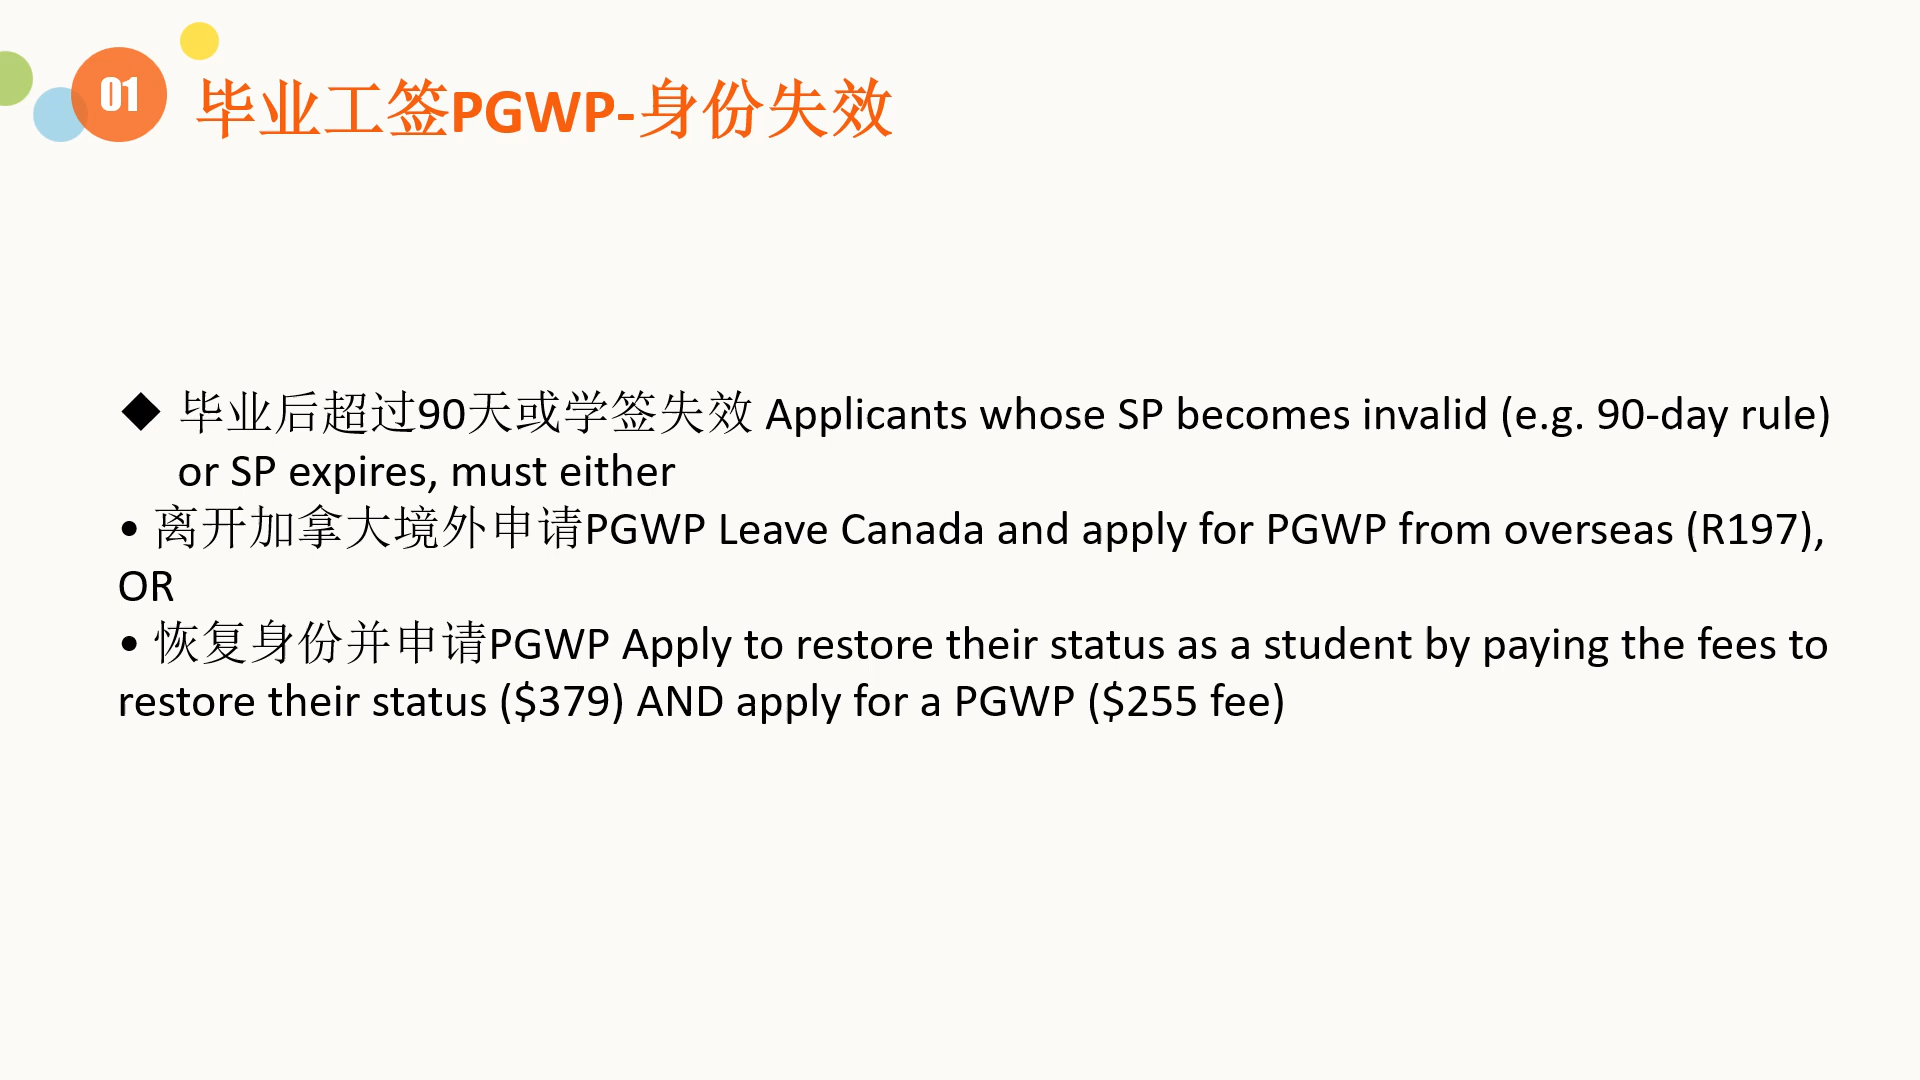 01
毕业工签PGWP-身份失效
◆ 毕业后超过90天或学签失效 Applicants whose SP becomes invalid (e.g. 90-day rule)
or SP expires, must either
• 离开加拿大境外申请PGWP Leave Canada and apply for PGWP from overseas (R197),
OR
• 恢复身份并申请PGWP Apply to restore their status as a student by paying the fees to
restore their status ($379) AND apply for a PGWP ($255 fee)